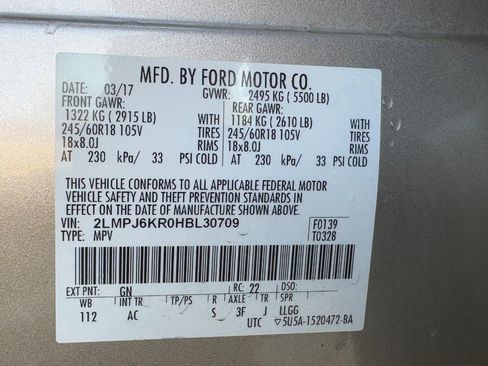 MFD. BY FORD MOTOR CO.
DATE: 03/17 GVWR: 2495 KG ( 5500 LB)
FRONT GAWR: REAR GAWR:
1322 KG ( 2915 LB) WITH 1184 KG ( 2610 LB) WITH
245/60R18 105V TIRES 245/60R18 105V TIRES
18x8.0J RIMS 18x8.0J RIMS
AT 230 kPa/ 33 PSI COLD AT 230 kPa/ 33 PSI COLD
THIS VEHICLE CONFORMS TO ALL APPLICABLE FEDERAL MOTOR
VEHICLE SAFETY AND THEFT PREVENTION STANDARDS IN
EFFECT ON THE DATE OF MANUFACTURE SHOWN ABOVE.
VIN: 2LMPJ6KR0HBL30709 F0139
TYPE: MPV T0328
EXT PNT: GN RC: 22 DSO:
WB INT TR TP/PS R AXLE TR SPR
112 AC S 3F J LLGG
UTC ▽5U5A-1520472-BA